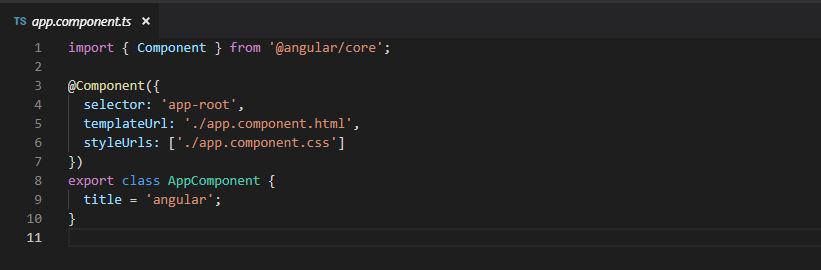 TS app.component.ts ×
1 import { Component } from '@angular/core';
2
3 @Component({
4   selector: 'app-root',
5   templateUrl: './app.component.html',
6   styleUrls: ['./app.component.css']
7 })
8 export class AppComponent {
9   title = 'angular';
10 }
11